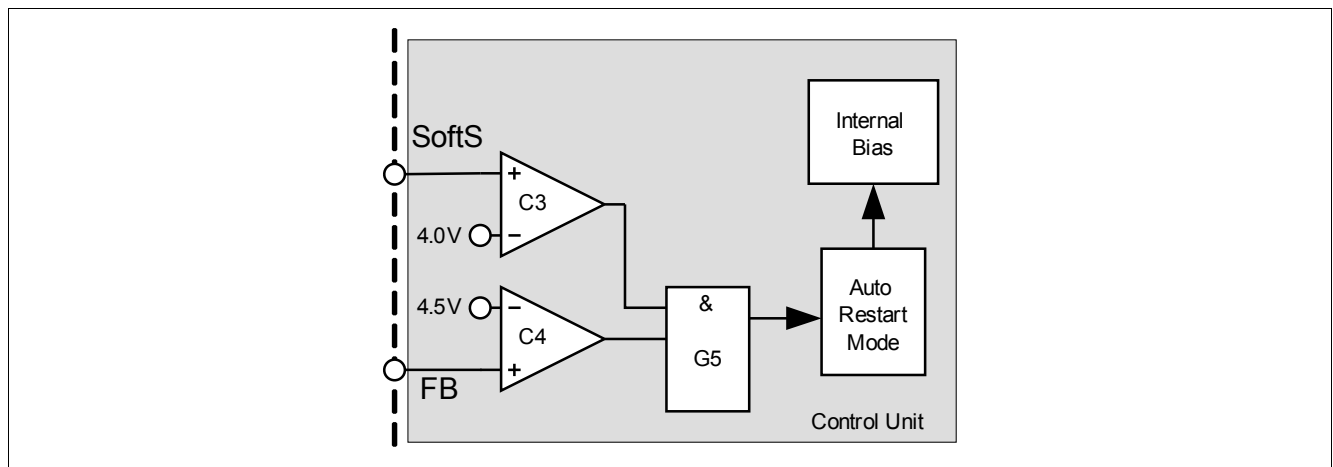 SoftS
+
C3
4.0V
−
4.5V
−
C4
+
FB
&
G5
Internal
Bias
Auto
Restart
Mode
Control Unit